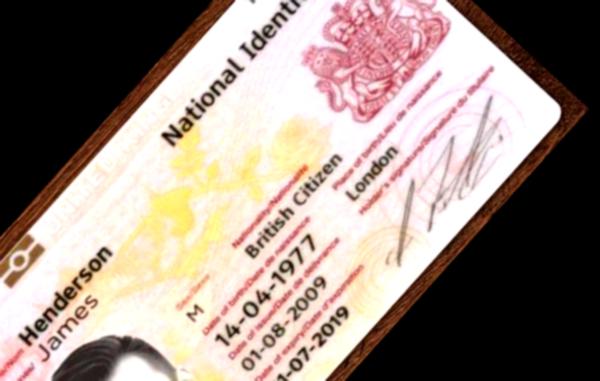 National Identi
Henderson
James
Nationality/Nationalité
British Citizen
Place of birth/Lieu de naissance
London
Sex/Sexe
M
Date of birth/Date de naissance
14-04-1977
Date of issue/Date de délivrance
01-08-2009
Date of expiry/Date d'expiration
1-07-2019
Holder's signature/Signature du titulaire